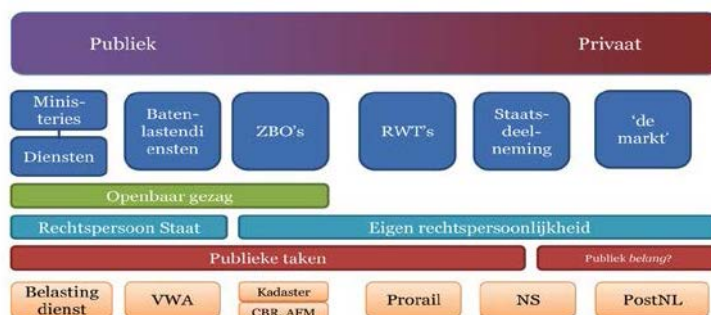 Publiek Privaat
Minis-
teries
Diensten
Baten-
lastendi
ensten
ZBO's
RWT's
Staats-
deel-
neming
'de
markt'
Openbaar gezag
Rechtspersoon Staat Eigen rechtspersoonlijkheid
Publieke taken Publiek belang?
Belasting
dienst
VWA
Kadaster
CBR, AFM
Prorail
NS
PostNL